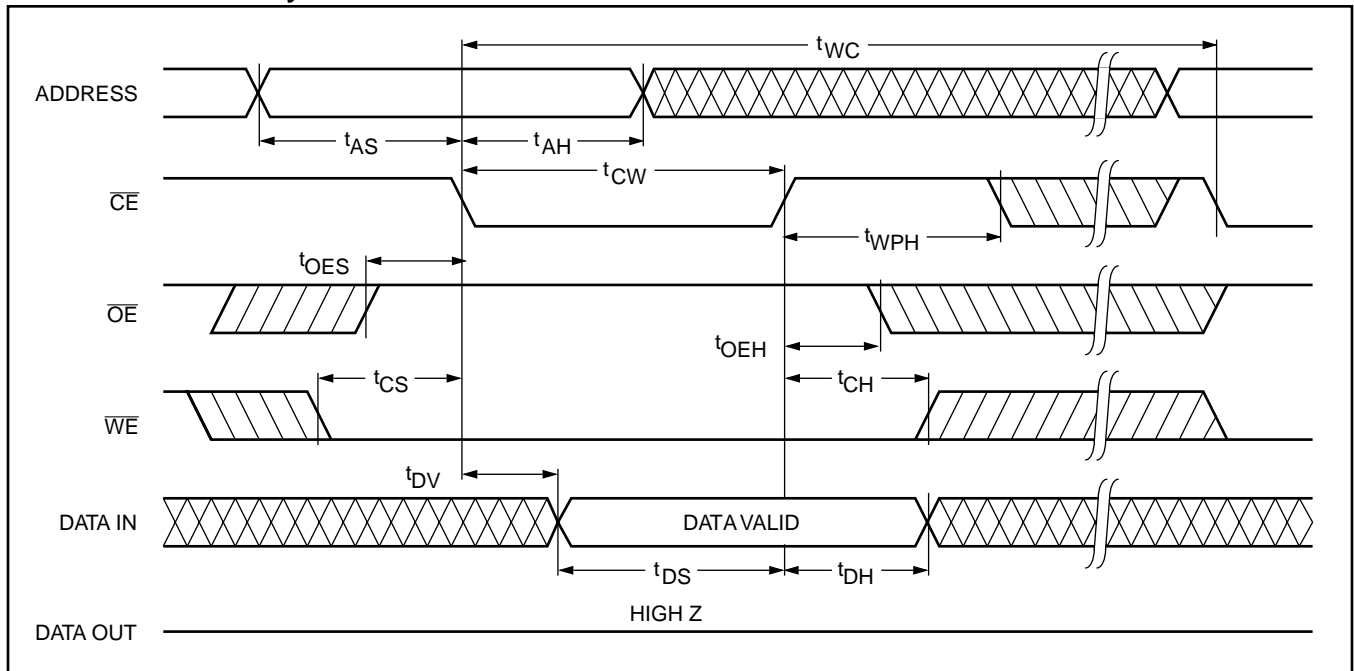 tWC
ADDRESS
tAS
tAH
tCW
CE
tWPH
tOES
OE
tOEH
tCS
tCH
WE
tDV
DATA IN
DATA VALID
tDS
tDH
HIGH Z
DATA OUT